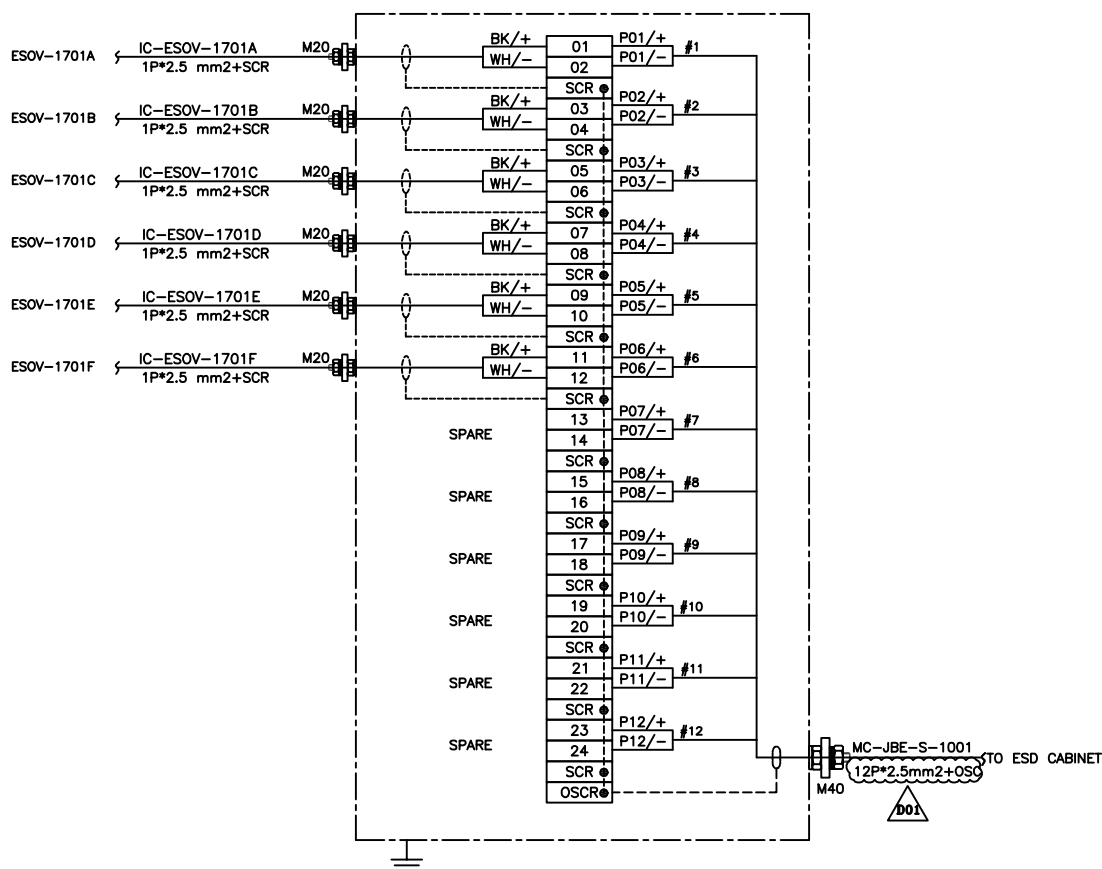 ESOV-1701A IC-ESOV-1701A M20 BK/+ 01 P01/+ #1
1P*2.5 mm2+SCR WH/- 02 P01/-
SCR
ESOV-1701B IC-ESOV-1701B M20 BK/+ 03 P02/+ #2
1P*2.5 mm2+SCR WH/- 04 P02/-
SCR
ESOV-1701C IC-ESOV-1701C M20 BK/+ 05 P03/+ #3
1P*2.5 mm2+SCR WH/- 06 P03/-
SCR
ESOV-1701D IC-ESOV-1701D M20 BK/+ 07 P04/+ #4
1P*2.5 mm2+SCR WH/- 08 P04/-
SCR
ESOV-1701E IC-ESOV-1701E M20 BK/+ 09 P05/+ #5
1P*2.5 mm2+SCR WH/- 10 P05/-
SCR
ESOV-1701F IC-ESOV-1701F M20 BK/+ 11 P06/+ #6
1P*2.5 mm2+SCR WH/- 12 P06/-
SCR
SPARE 13 P07/+ #7
14 P07/-
SCR
SPARE 15 P08/+ #8
16 P08/-
SCR
SPARE 17 P09/+ #9
18 P09/-
SCR
SPARE 19 P10/+ #10
20 P10/-
SCR
SPARE 21 P11/+ #11
22 P11/-
SCR
SPARE 23 P12/+ #12
24 P12/-
SCR
OSCR
MC-JBE-S-1001 TO ESD CABINET
12P*2.5mm2+OSC
M40
D01